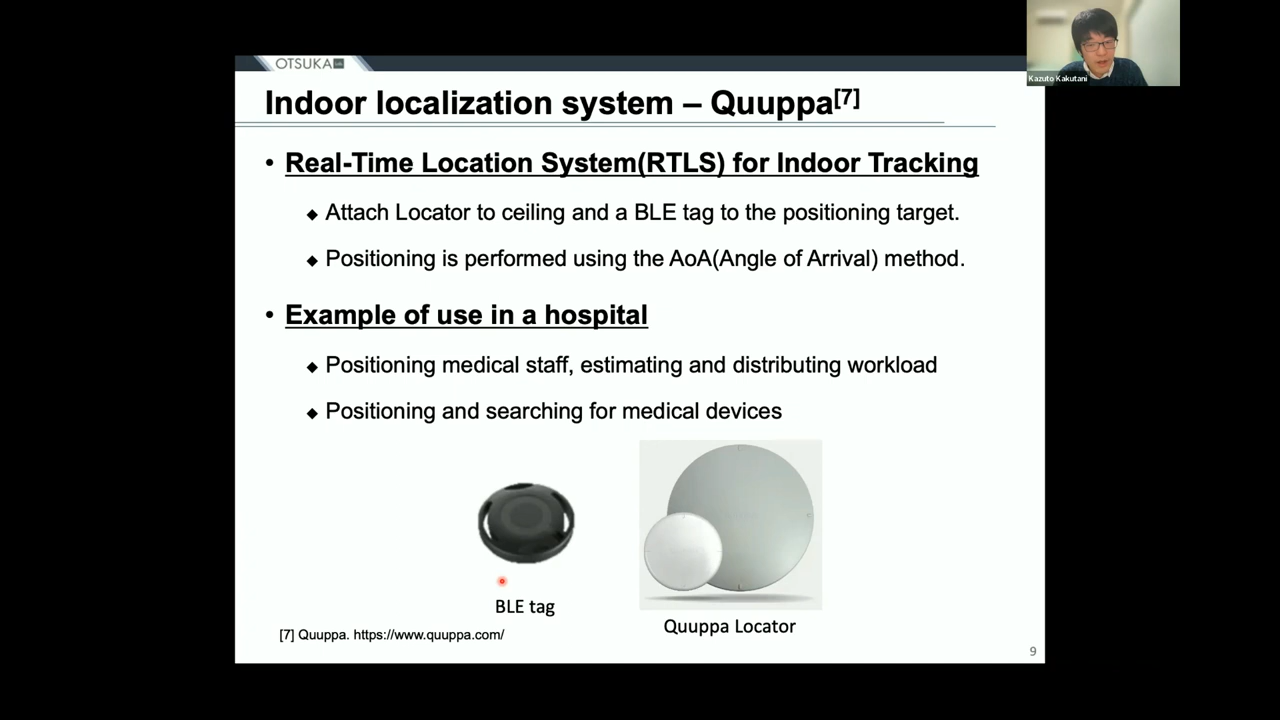 OTSUKA
Kazuto Kakutani
Indoor localization system – Quuppa[7]
• Real-Time Location System(RTLS) for Indoor Tracking
◆ Attach Locator to ceiling and a BLE tag to the positioning target.
◆ Positioning is performed using the AoA(Angle of Arrival) method.
• Example of use in a hospital
◆ Positioning medical staff, estimating and distributing workload
◆ Positioning and searching for medical devices
BLE tag
Quuppa Locator
[7] Quuppa. https://www.quuppa.com/
9